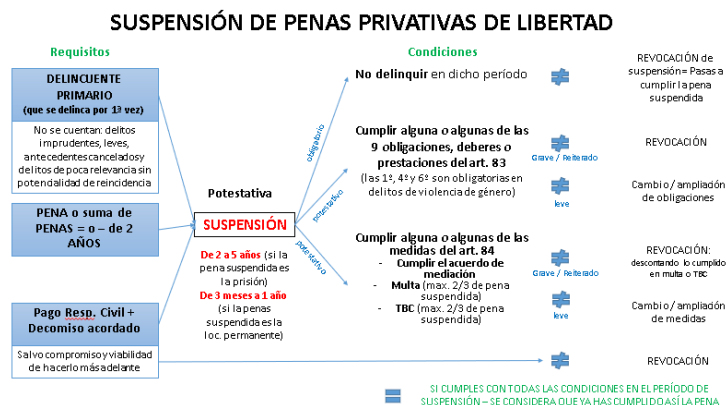 SUSPENSIÓN DE PENAS PRIVATIVAS DE LIBERTAD
Requisitos
DELINCUENTE
PRIMARIO
(que se delinca por 1ª vez)
No se cuentan: delitos
imprudentes, leves,
antecedentes cancelados y
delitos de poca relevancia sin
potencialidad de reincidencia
PENA o suma de
PENAS = o – de 2
AÑOS
Pago Resp. Civil +
Decomiso acordado
Salvo compromiso y viabilidad
de hacerlo más adelante
Potestativa
SUSPENSIÓN
De 2 a 5 años (si la
pena suspendida es
la prisión)
De 3 meses a 1 año
(si la penas
suspendida es la
loc. permanente)
obligatorio
potestativo
potestativo
Condiciones
No delinquir en dicho período
Cumplir alguna o algunas de las
9 obligaciones, deberes o
prestaciones del art. 83
(las 1º, 4º y 6º son obligatorias en
delitos de violencia de género)
Cumplir alguna o algunas de las
medidas del art. 84
- Cumplir el acuerdo de
mediación
- Multa (max. 2/3 de pena
suspendida)
- TBC (max. 2/3 de pena
suspendida)
Grave / Reiterado
leve
Grave / Reiterado
leve
REVOCACIÓN de
suspensión= Pasas a
cumplir la pena
suspendida
REVOCACIÓN
Cambio / ampliación
de obligaciones
REVOCACIÓN:
descontando lo cumplido
en multa o TBC
Cambio / ampliación
de medidas
REVOCACIÓN
SI CUMPLES CON TODAS LAS CONDICIONES EN EL PERÍODO DE
SUSPENSIÓN – SE CONSIDERA QUE YA HAS CUMPLIDO ASÍ LA PENA